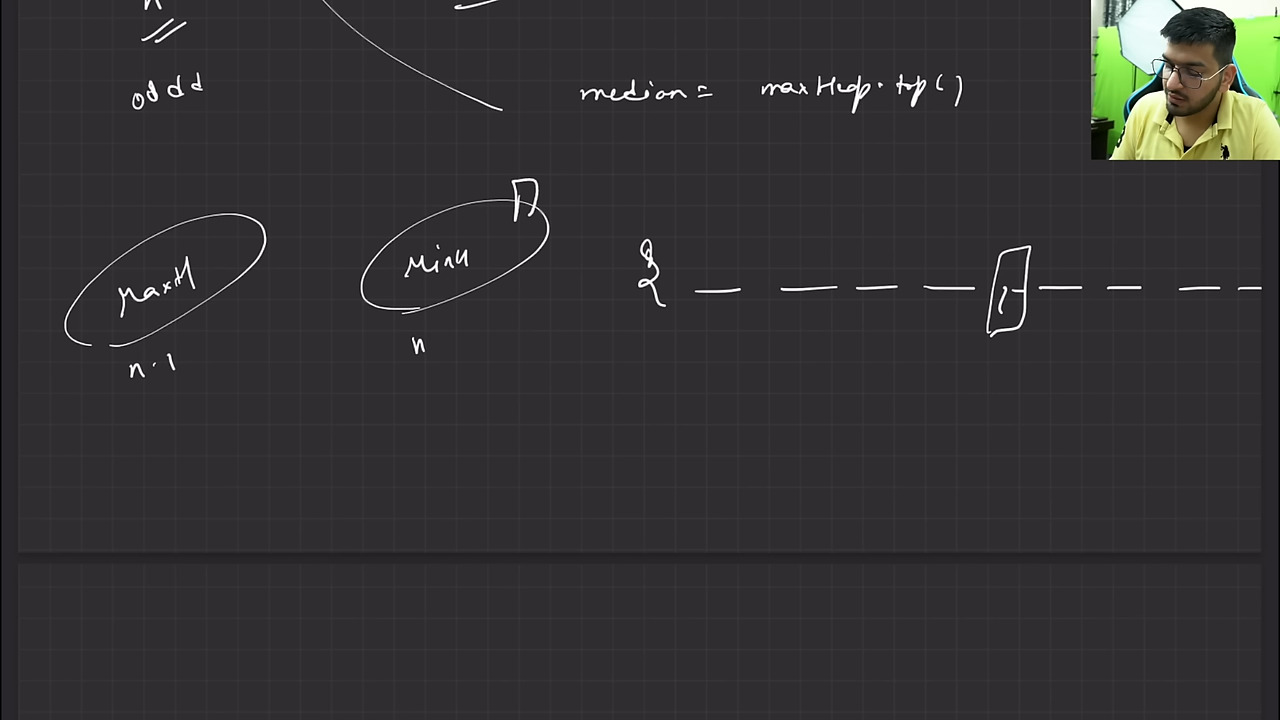 n
odd
median = maxHeap.top()
MaxH
MinH
{
n-1
n